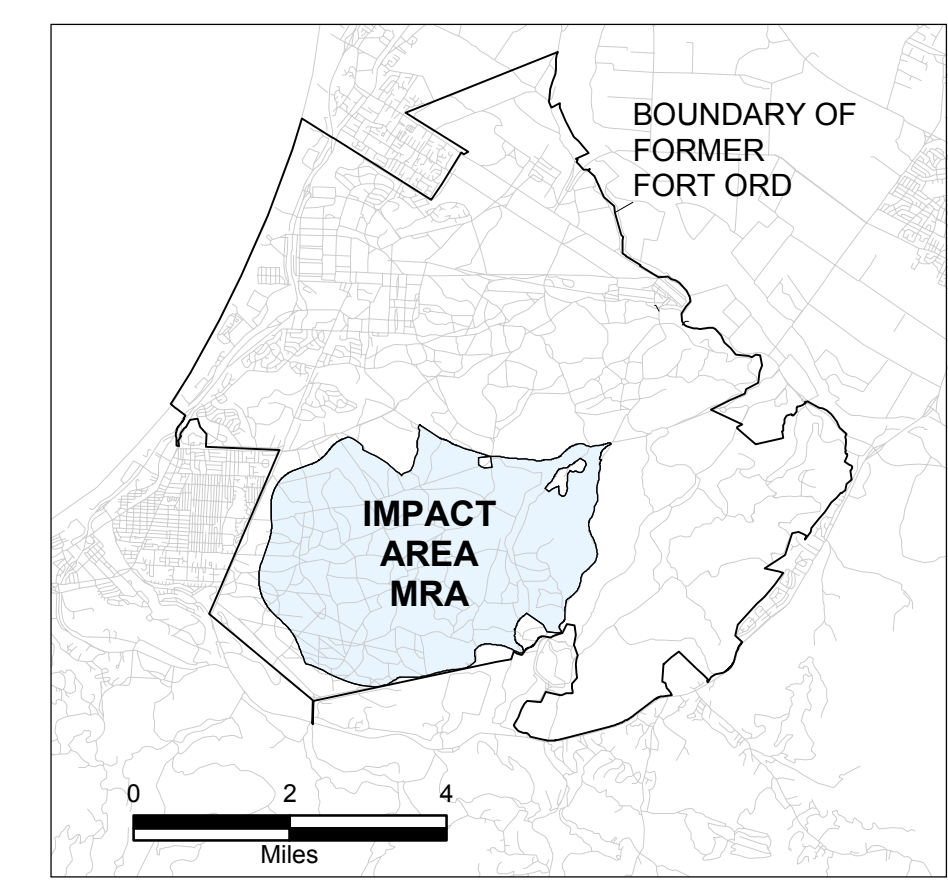 BOUNDARY OF
FORMER
FORT ORD
IMPACT
AREA
MRA
0 2 4
Miles